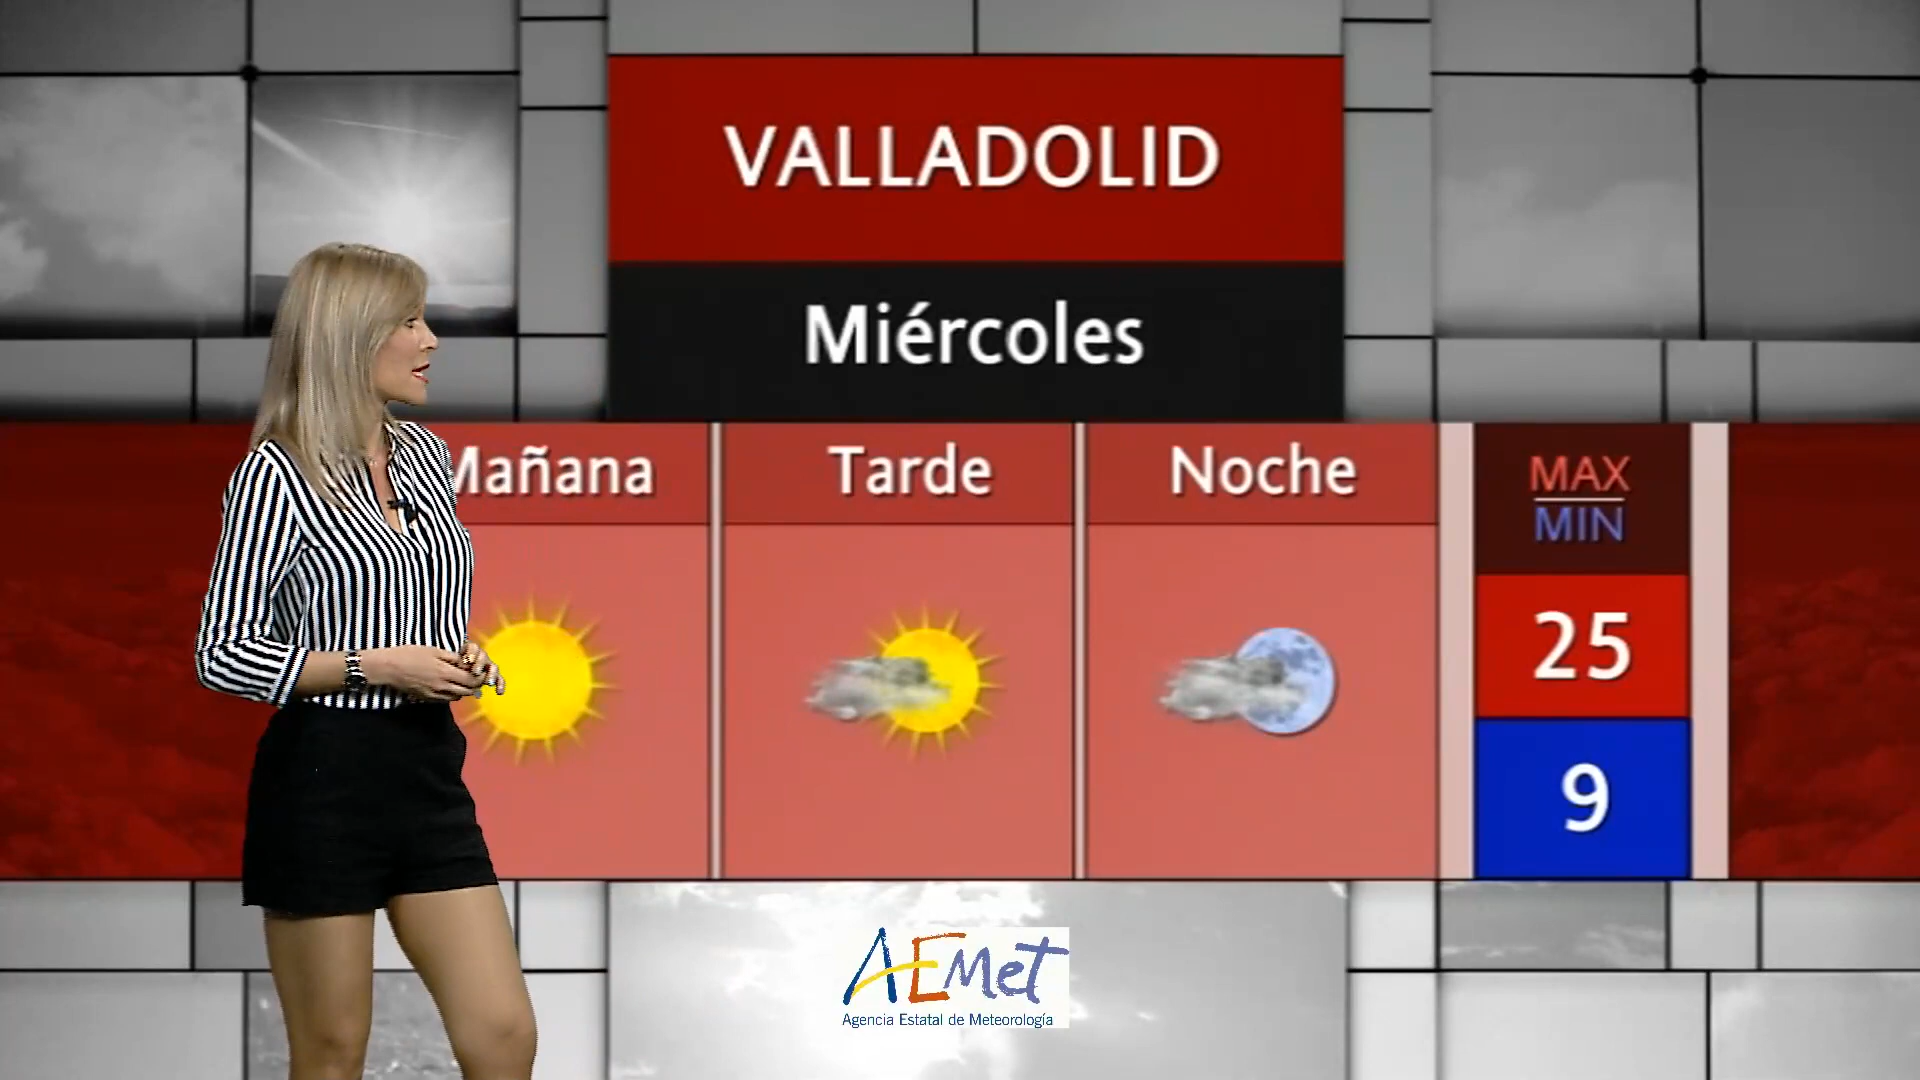 VALLADOLID
Miércoles
Mañana
Tarde
Noche
MAX
MIN
25
9
AEMet
Agencia Estatal de Meteorología